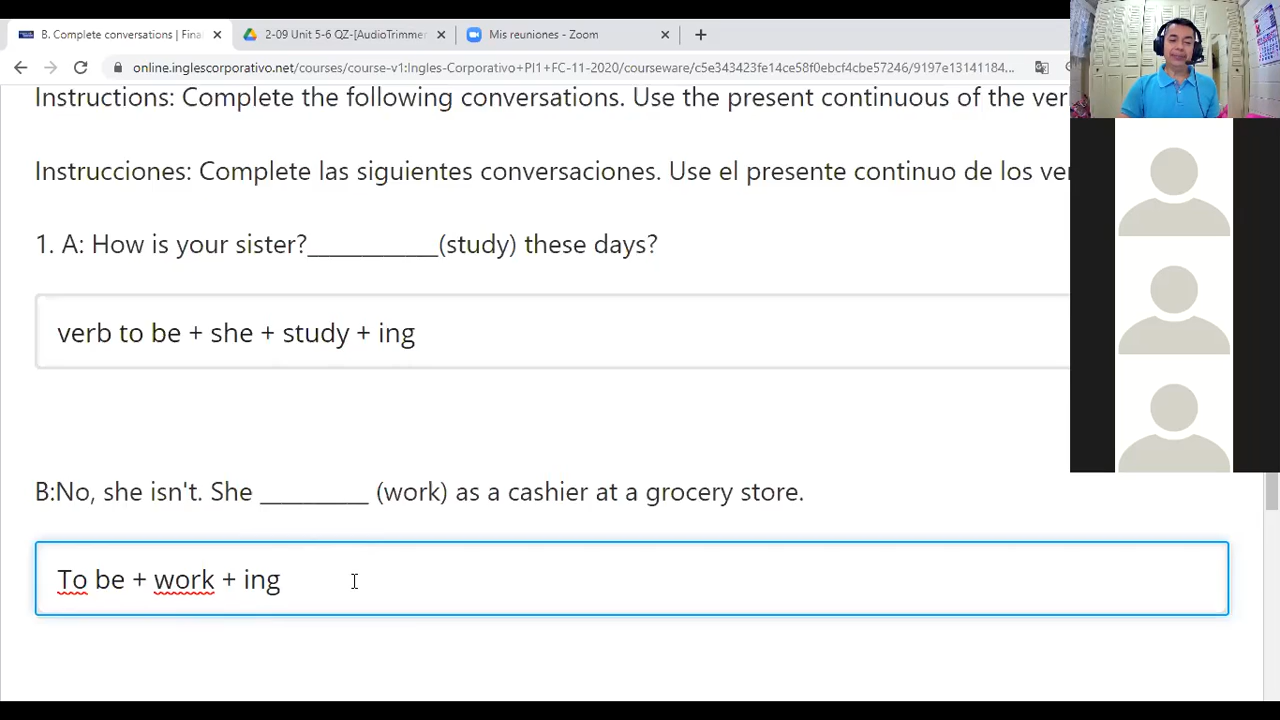 B. Complete conversations | Fina
2-09 Unit 5-6 QZ-[AudioTrimme
Mis reuniones - Zoom
online.inglescorporativo.net/courses/course-v1:InglesCorporativo+PI1+FC-11-2020/courseware/c5e343423fe14ce58f0ebcf4cbe57246/9197e13141184...
Instructions: Complete the following conversations. Use the present continuous of the ver
Instrucciones: Complete las siguientes conversaciones. Use el presente continuo de los ver
1. A: How is your sister?____________(study) these days?
verb to be + she + study + ing
B:No, she isn't. She __________ (work) as a cashier at a grocery store.
To be + work + ing